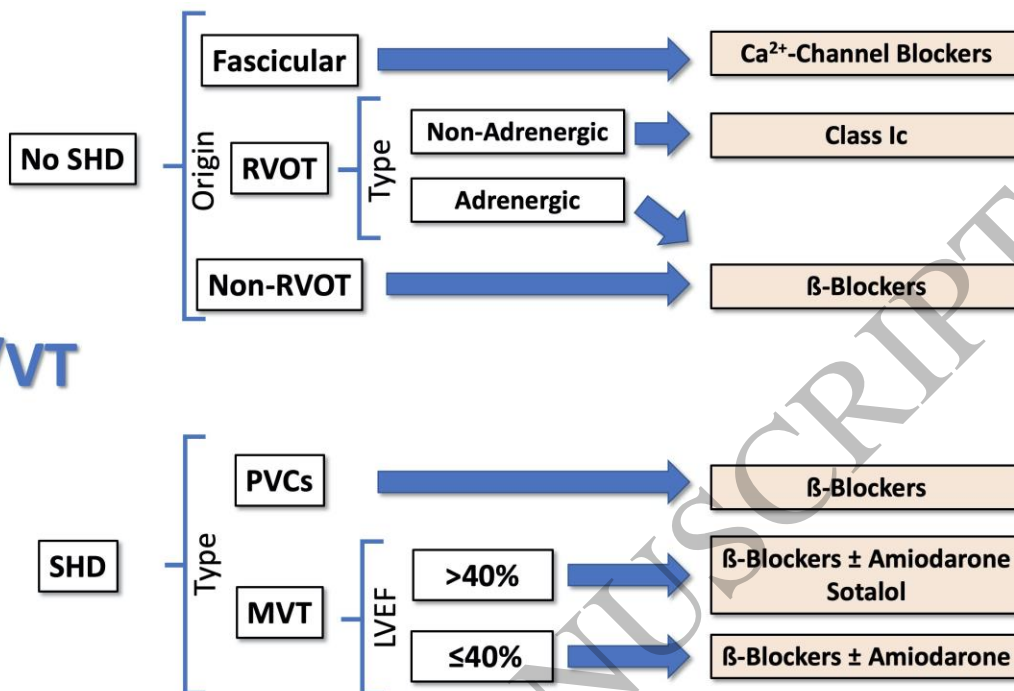 Fascicular
Ca²⁺-Channel Blockers
No SHD
Origin
RVOT
Type
Non-Adrenergic
Class Ic
Adrenergic
Non-RVOT
ß-Blockers
/VT
SHD
Type
PVCs
ß-Blockers
MVT
LVEF
>40%
ß-Blockers ± Amiodarone
Sotalol
≤40%
ß-Blockers ± Amiodarone
NUSCRIPT